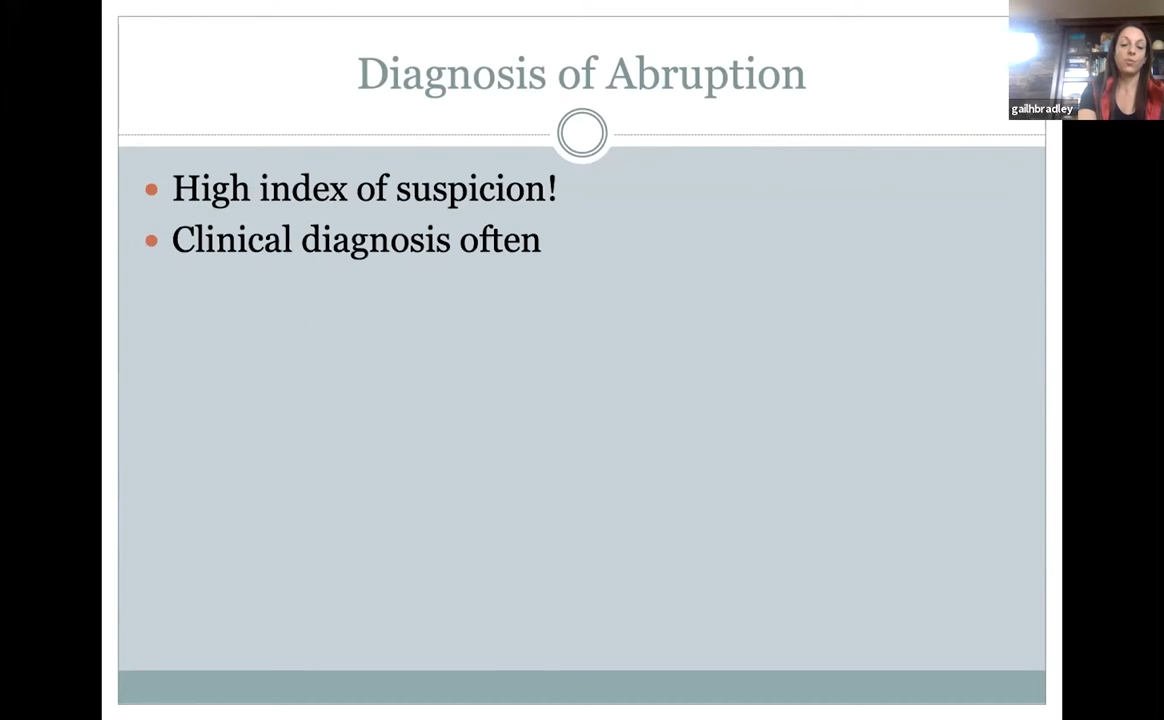 Diagnosis of Abruption
gailhbradley
High index of suspicion!
Clinical diagnosis often